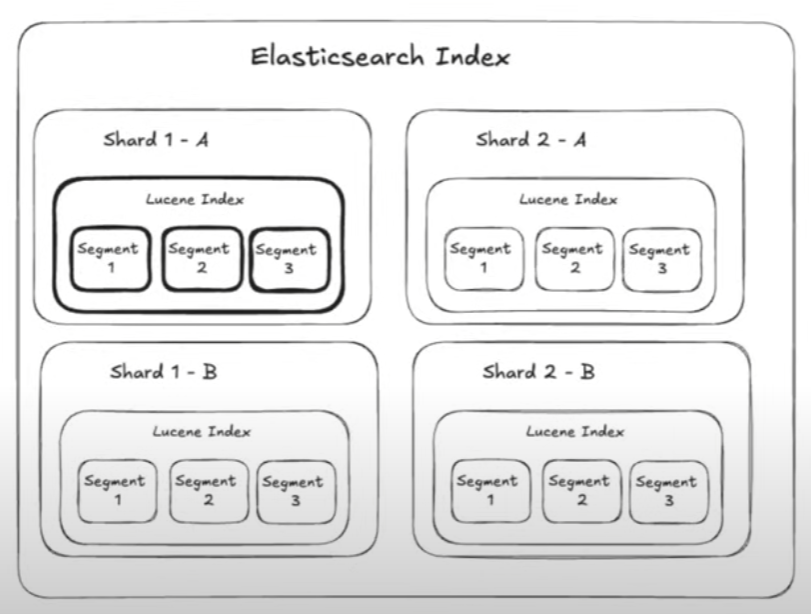 Elasticsearch Index
Shard 1 - A
Lucene Index
Segment
1
Segment
2
Segment
3
Shard 2 - A
Lucene Index
Segment
1
Segment
2
Segment
3
Shard 1 - B
Lucene Index
Segment
1
Segment
2
Segment
3
Shard 2 - B
Lucene Index
Segment
1
Segment
2
Segment
3